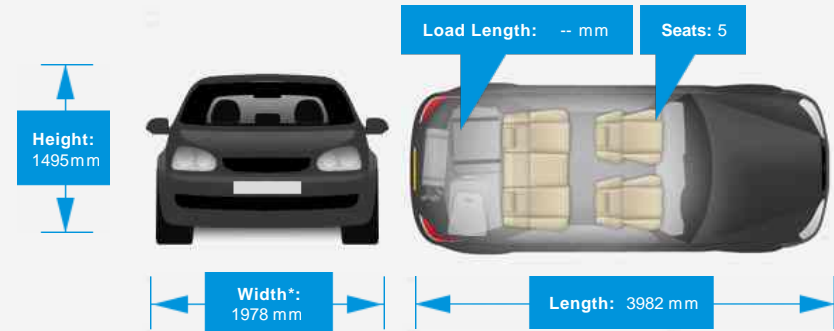 Load Length: -- mm
Seats: 5
Height:
1495mm
Width*:
1978 mm
Length: 3982 mm